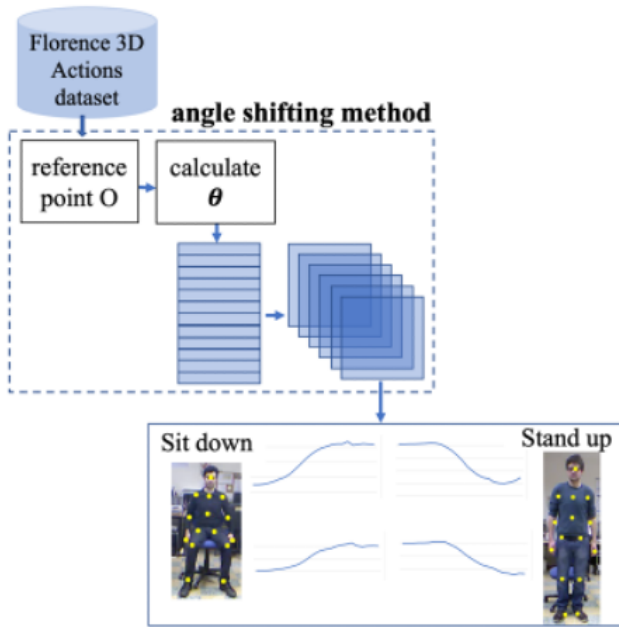 Florence 3D
Actions
dataset
angle shifting method
reference
point O
calculate
θ
Sit down
Stand up